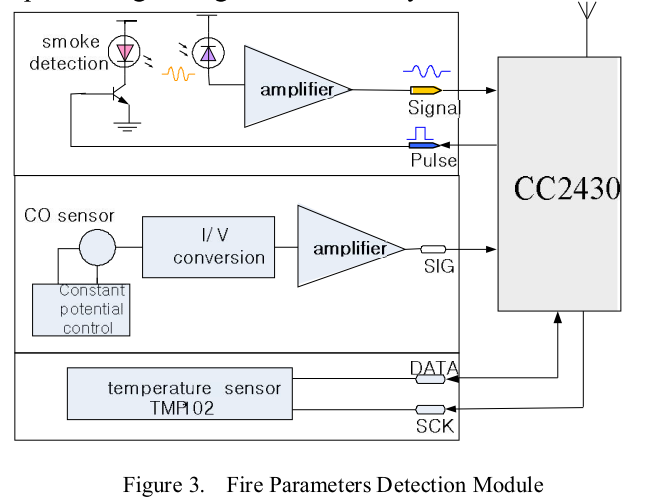 smoke
detection
amplifier
Signal
Pulse
CC2430
CO sensor
I/V
conversion
amplifier
SIG
Constant
potential
control
DATA
temperature sensor
TMP102
SCK
Figure 3. Fire Parameters Detection Module